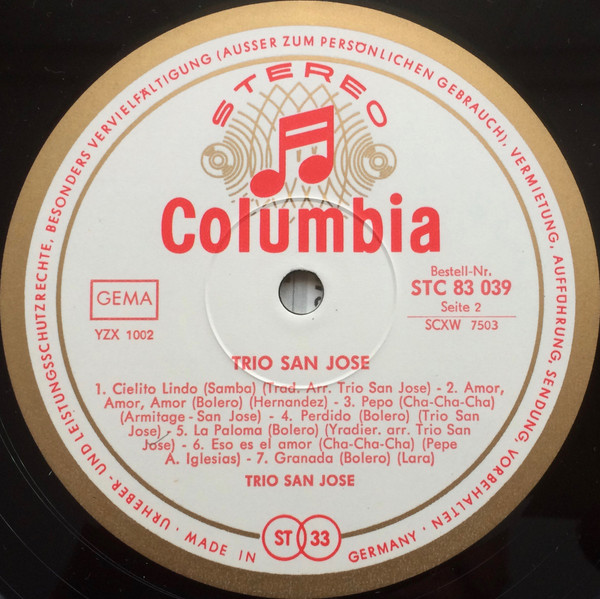 URHEBER- UND LEISTUNGSSCHUTZRECHTE, BESONDERS VERVIELFÄLTIGUNG (AUSSER ZUM PERSÖNLICHEN GEBRAUCH), VERMIETUNG, AUFFÜHRUNG, SENDUNG, VORBEHALTEN · MADE IN GERMANY ·
STEREO
Columbia
GEMA
YZX 1002
Bestell-Nr.
STC 83 039
Seite 2
SCXW 7503
TRIO SAN JOSE
1. Cielito Lindo (Samba) (Trad. Arr. Trio San Jose) - 2. Amor,
Amor, Amor (Bolero) (Hernandez) - 3. Pepo (Cha-Cha-Cha)
(Armitage - San Jose) - 4. Perdido (Bolero) (Trio San
Jose) - 5. La Paloma (Bolero) (Yradier. arr. Trio San
Jose) - 6. Eso es el amor (Cha-Cha-Cha) (Pepe
A. Iglesias) - 7. Granada (Bolero) (Lara)
TRIO SAN JOSE
ST 33